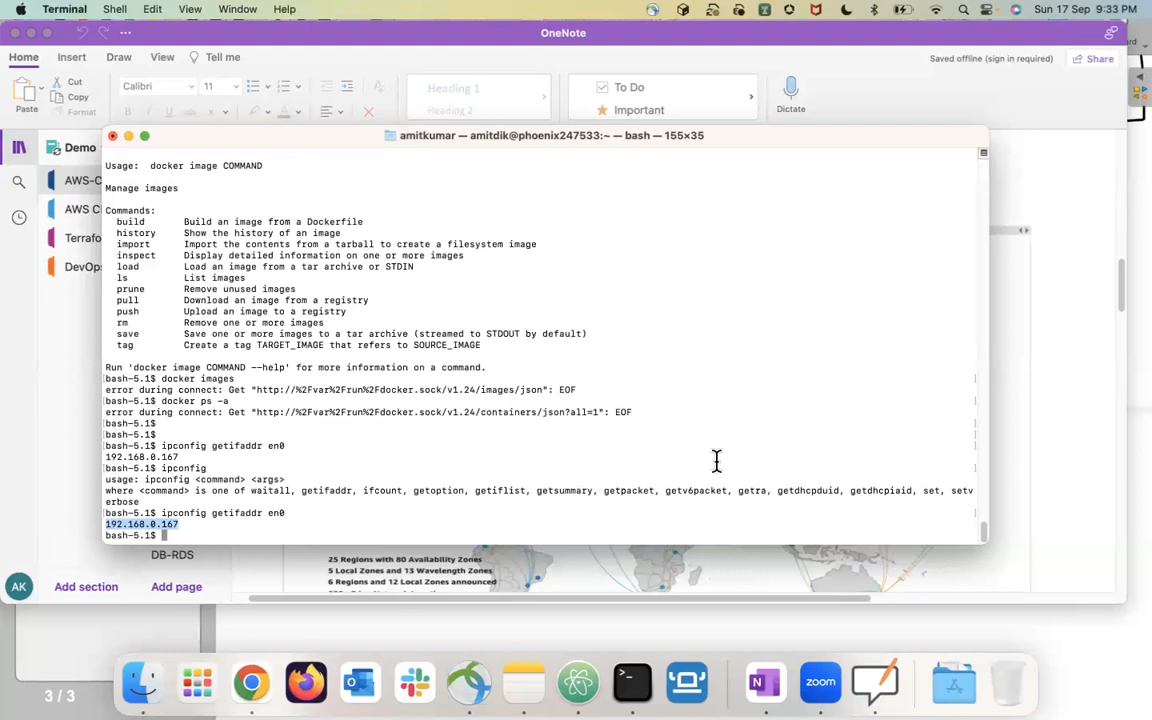 Terminal Shell Edit View Window Help
Sun 17 Sep 9:33 PM
OneNote
Home Insert Draw View Tell me
Saved offline (sign in required) Share
Paste
Cut
Copy
Format
Calibri 11
Heading 1
Heading 2
To Do
Important
Dictate
amitkumar — amitdik@phoenix247533:~ — bash — 155×35
Demo
AWS-C
AWS C
Terrafo
DevOp
Usage:  docker image COMMAND
Manage images
Commands:
build Build an image from a Dockerfile
history Show the history of an image
import Import the contents from a tarball to create a filesystem image
inspect Display detailed information on one or more images
load Load an image from a tar archive or STDIN
ls List images
prune Remove unused images
pull Download an image from a registry
push Upload an image to a registry
rm Remove one or more images
save Save one or more images to a tar archive (streamed to STDOUT by default)
tag Create a tag TARGET_IMAGE that refers to SOURCE_IMAGE
Run 'docker image COMMAND --help' for more information on a command.
[bash-5.1$ docker images ]
error during connect: Get "http://%2Fvar%2Frun%2Fdocker.sock/v1.24/images/json": EOF
[bash-5.1$ docker ps -a ]
error during connect: Get "http://%2Fvar%2Frun%2Fdocker.sock/v1.24/containers/json?all=1": EOF
[bash-5.1$ ]
[bash-5.1$ ]
[bash-5.1$ ipconfig getifaddr en0 ]
192.168.0.167
[bash-5.1$ ipconfig ]
usage: ipconfig <command> <args>
where <command> is one of waitall, getifaddr, ifcount, getoption, getiflist, getsummary, getpacket, getv6packet, getra, getdhcpduid, getdhcpiaid, set, setv
erbose
[bash-5.1$ ipconfig getifaddr en0 ]
192.168.0.167
bash-5.1$
DB-RDS
25 Regions with 80 Availability Zones
5 Local Zones and 13 Wavelength Zones
6 Regions and 12 Local Zones announced
AK Add section Add page
3 / 3
zoom